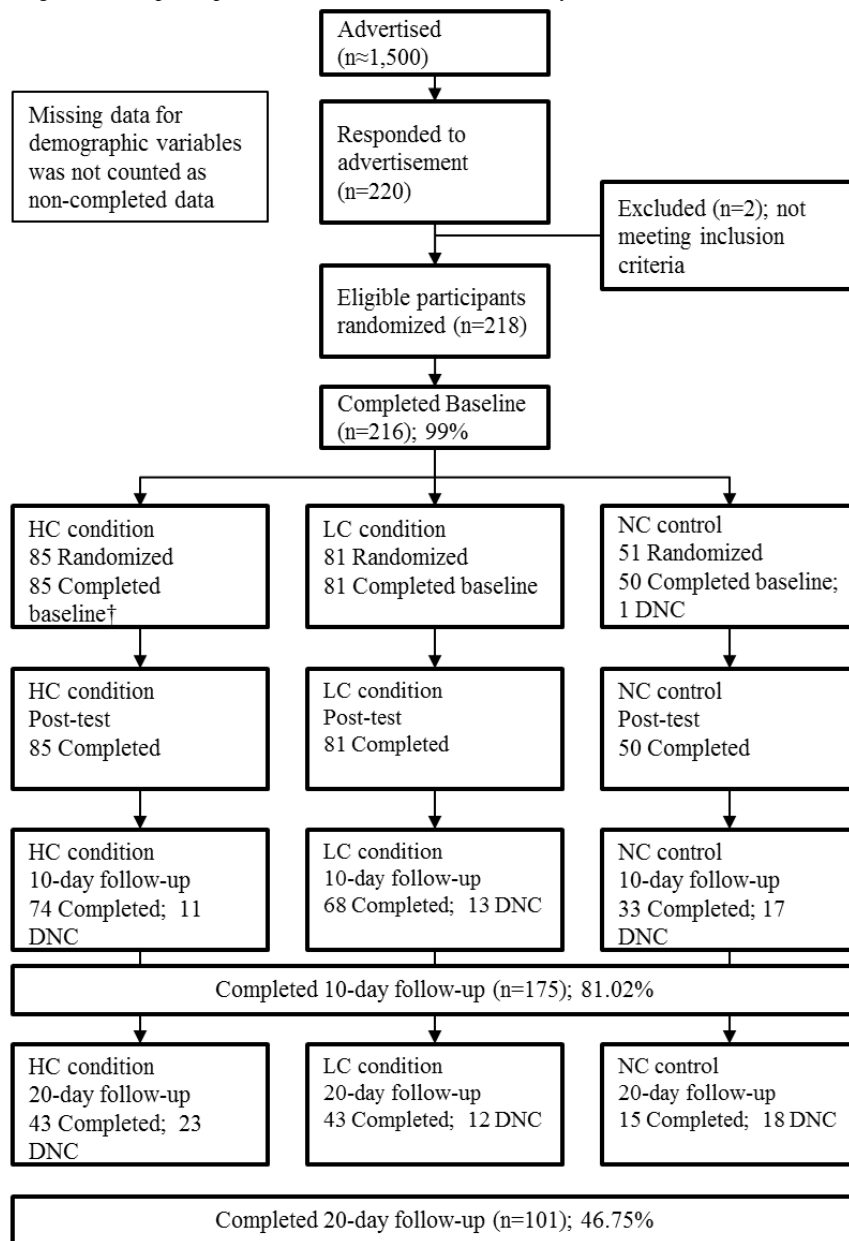 Advertised
(n≈1,500)
Missing data for
demographic variables
was not counted as
non-completed data
Responded to
advertisement
(n=220)
Excluded (n=2); not
meeting inclusion
criteria
Eligible participants
randomized (n=218)
Completed Baseline
(n=216); 99%
HC condition
85 Randomized
85 Completed
baseline†
LC condition
81 Randomized
81 Completed baseline
NC control
51 Randomized
50 Completed baseline;
1 DNC
HC condition
Post-test
85 Completed
LC condition
Post-test
81 Completed
NC control
Post-test
50 Completed
HC condition
10-day follow-up
74 Completed; 11
DNC
LC condition
10-day follow-up
68 Completed; 13 DNC
NC control
10-day follow-up
33 Completed; 17
DNC
Completed 10-day follow-up (n=175); 81.02%
HC condition
20-day follow-up
43 Completed; 23
DNC
LC condition
20-day follow-up
43 Completed; 12 DNC
NC control
20-day follow-up
15 Completed; 18 DNC
Completed 20-day follow-up (n=101); 46.75%